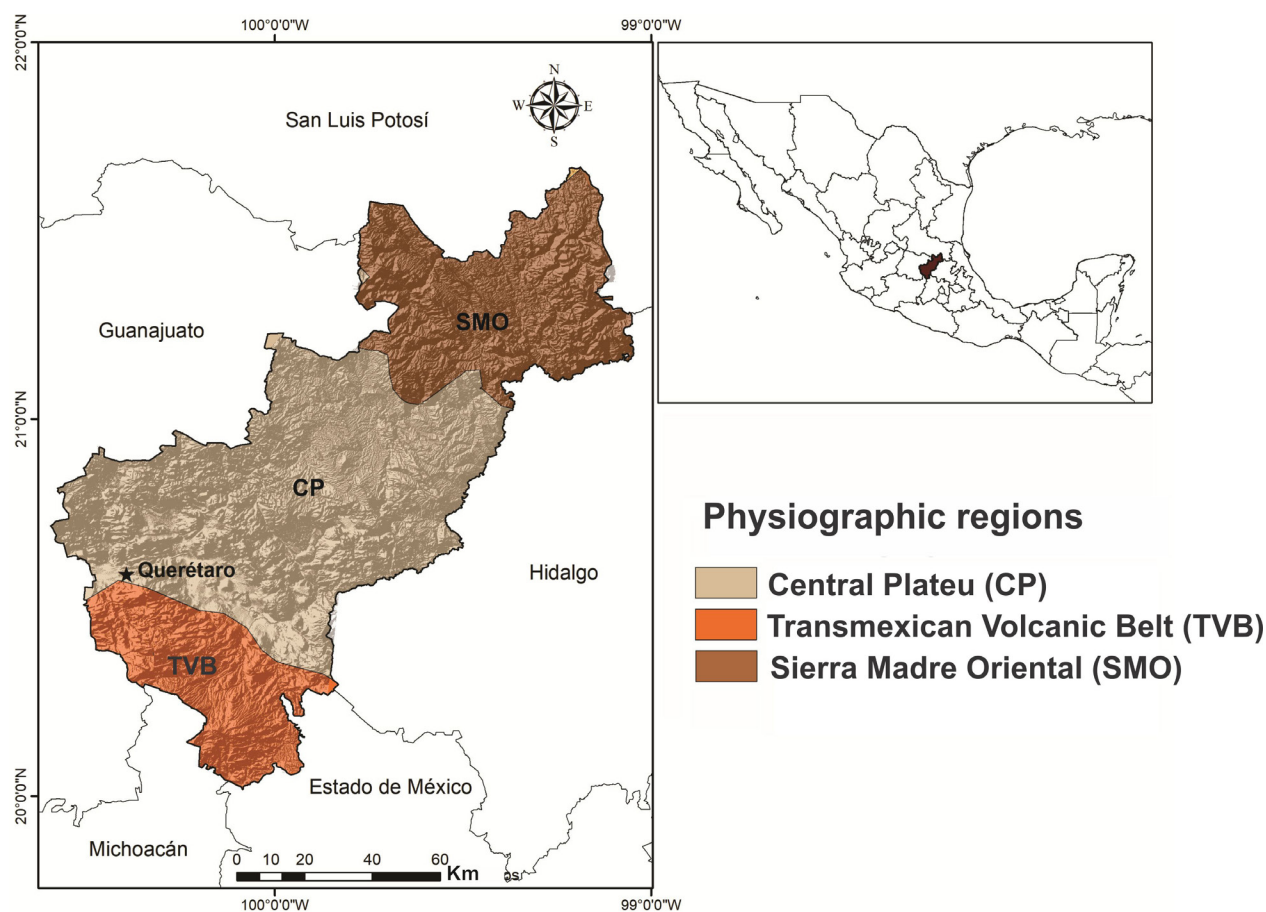 100°0'0"W
99°0'0"W
22°0'0"N
N
W
E
S
San Luis Potosí
Guanajuato
SMO
21°0'0"N
CP
Querétaro
Hidalgo
TVB
Estado de México
20°0'0"N
Michoacán
0 10 20 40 60
Km
100°0'0"W
99°0'0"W
Physiographic regions
Central Plateu (CP)
Transmexican Volcanic Belt (TVB)
Sierra Madre Oriental (SMO)